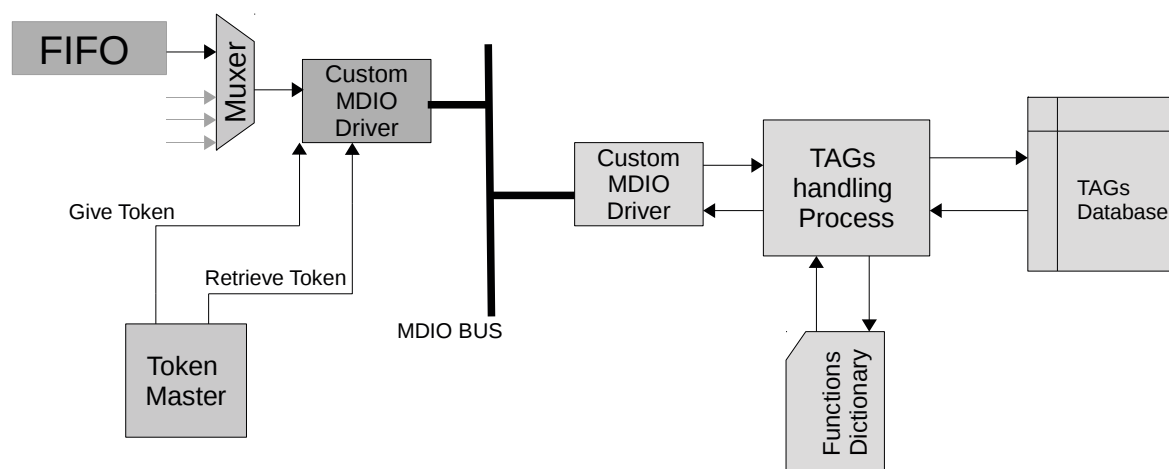 FIFO
Muxer
Custom
MDIO
Driver
Give Token
Retrieve Token
Token
Master
MDIO BUS
Custom
MDIO
Driver
TAGs
handling
Process
TAGs
Database
Functions
Dictionary